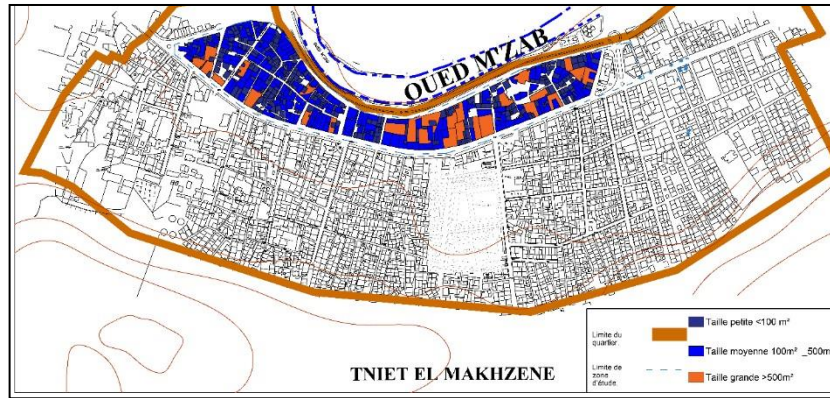 OUED M'ZAB
TNIET EL MAKHZENE
Limite du
quartier.
Limite de
zone
d'étude.
Taille petite <100 m²
Taille moyenne 100m² _500m
Taille grande >500m²